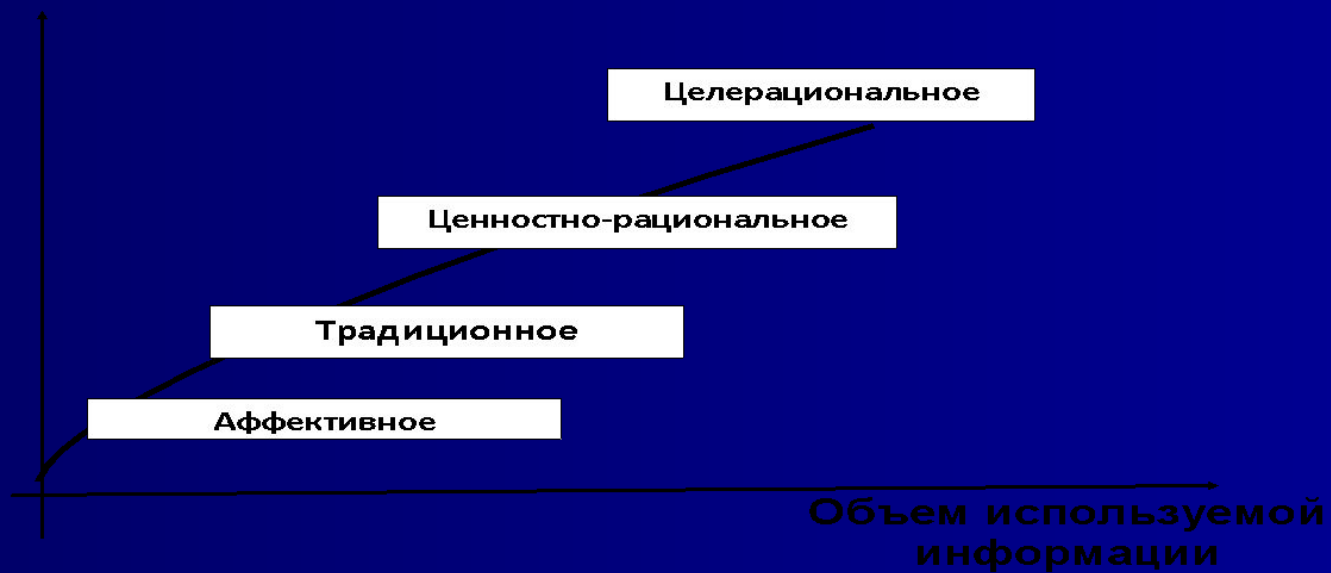 Целерациональное
Ценностно-рациональное
Традиционное
Аффективное
Объем используемой
информации